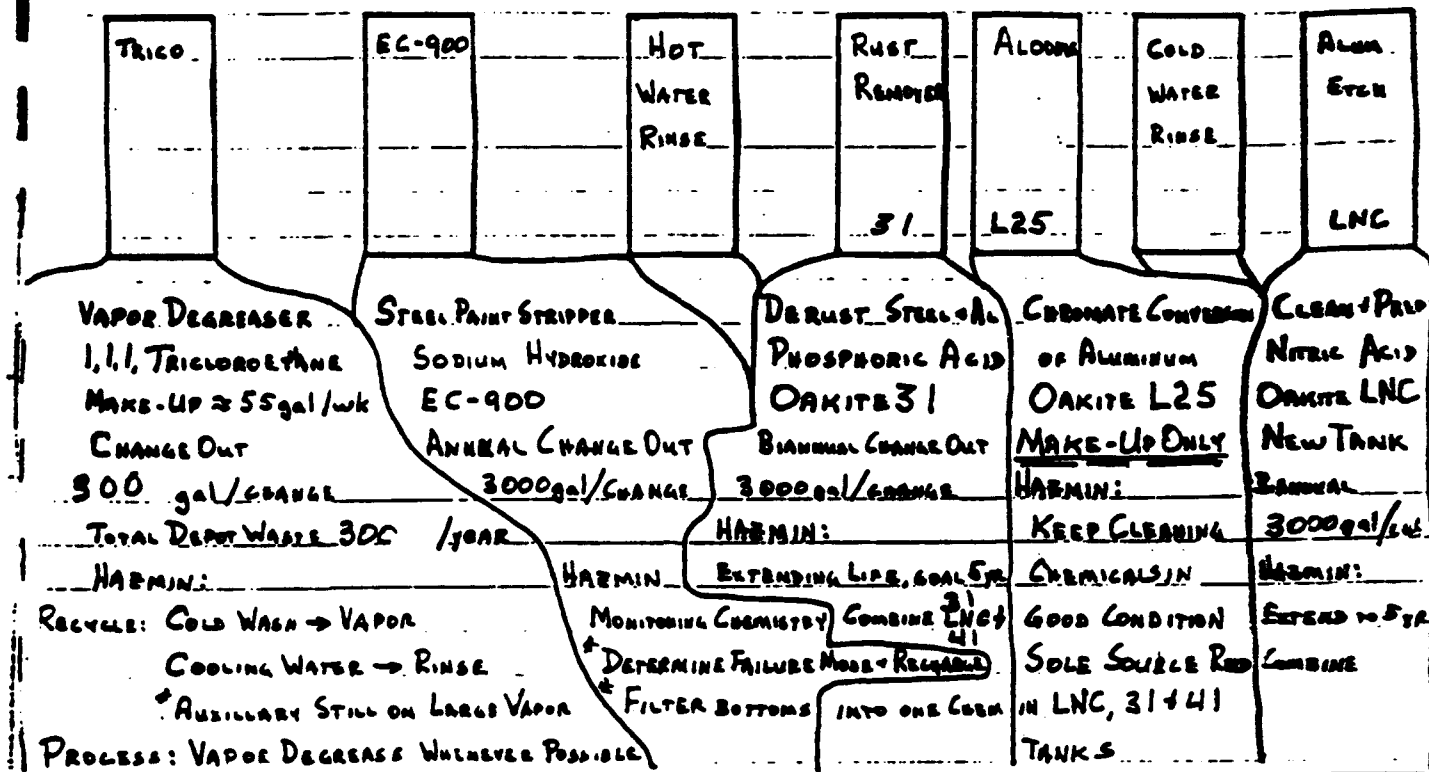 TRICO
EC-900
HOT
WATER
RINSE
RUST
REMOVER
31
ALODINE
L25
COLD
WATER
RINSE
ALUM
ETCH
LNC
VAPOR DEGREASER
1,1,1, TRICLOROETHANE
MAKE-UP ≈ 55gal/wk
CHANGE OUT
300 gal/CHANGE
TOTAL DEPOT WASTE 300 /YEAR
HAZMIN:
RECYCLE: COLD WASH → VAPOR
COOLING WATER → RINSE
*AUXILLARY STILL ON LARGE VAPOR
PROCESS: VAPOR DEGREASE WHENEVER POSSIBLE
STEEL PAINT STRIPPER
SODIUM HYDROXIDE
EC-900
ANNUAL CHANGE OUT
3000gal/CHANGE
HAZMIN
MONITORING CHEMISTRY
*DETERMINE FAILURE MODE + RECHARGE
*FILTER BOTTOMS
DERUST STEEL + AL
PHOSPHORIC ACID
OAKITE 31
BIANNUAL CHANGE OUT
3000gal/CHANGE
HAZMIN:
EXTENDING LIFE, GOAL 5YR
COMBINE 31 LNC + 41
INTO ONE CHEM
CHROMATE CONVERSION
OF ALUMINUM
OAKITE L25
MAKE-UP ONLY
HAZMIN:
KEEP CLEANING
CHEMICALS IN
GOOD CONDITION
SOLE SOURCE
IN LNC, 31 + 41
TANKS
CLEAN + PREP
NITRIC ACID
OAKITE LNC
NEW TANK
3000gal/
HAZMIN:
EXTEND TO 5YR
COMBINE